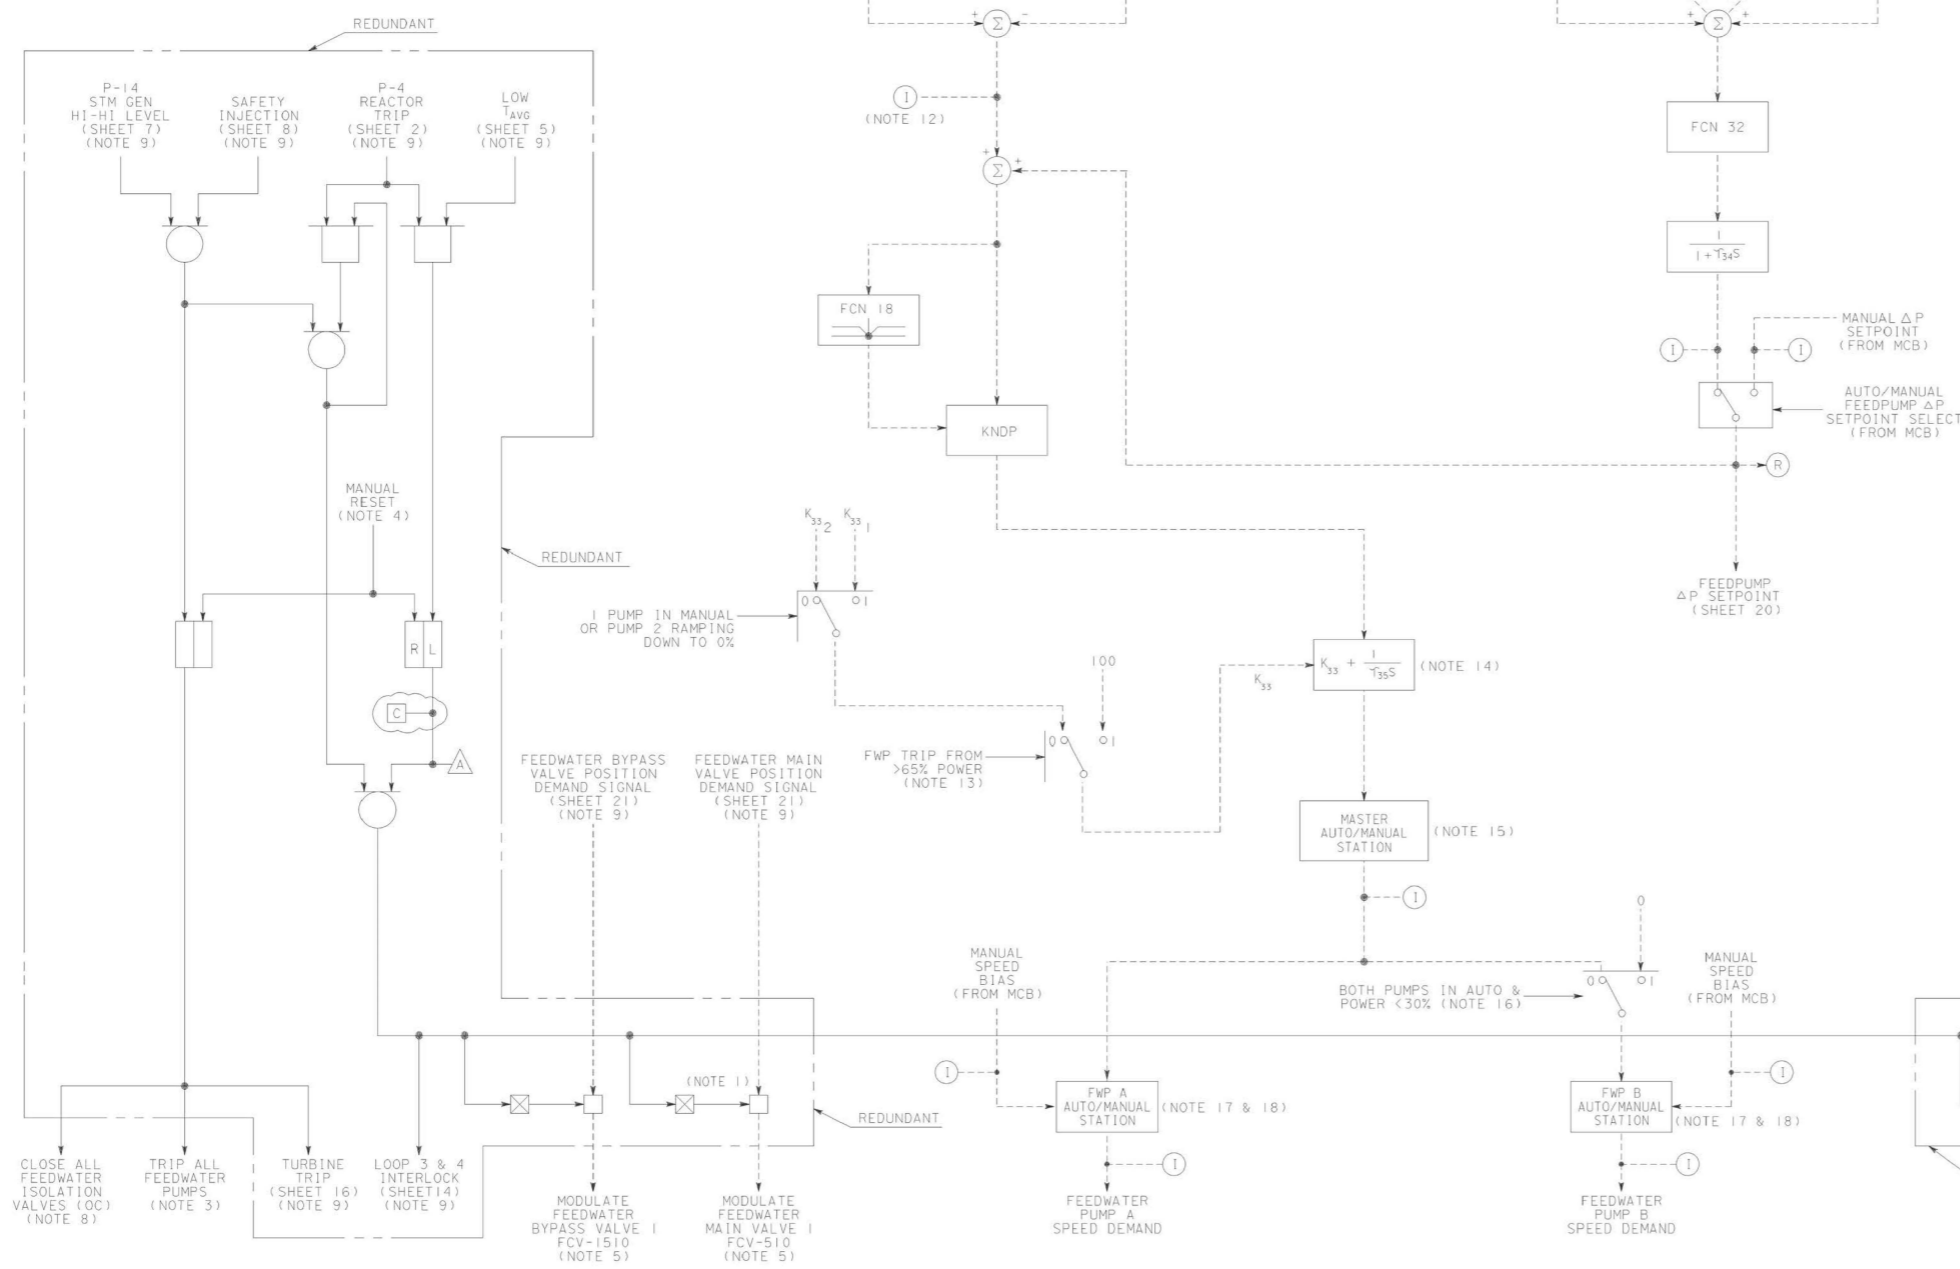 REDUNDANT
P-14
STM GEN
HI-HI LEVEL
(SHEET 7)
(NOTE 9)
SAFETY
INJECTION
(SHEET 8)
(NOTE 9)
P-4
REACTOR
TRIP
(SHEET 2)
(NOTE 9)
LOW
TAVG
(SHEET 5)
(NOTE 9)
MANUAL
RESET
(NOTE 4)
REDUNDANT
R L
C
A
FEEDWATER BYPASS
VALVE POSITION
DEMAND SIGNAL
(SHEET 21)
(NOTE 9)
FEEDWATER MAIN
VALVE POSITION
DEMAND SIGNAL
(SHEET 21)
(NOTE 9)
(NOTE 1)
REDUNDANT
CLOSE ALL
FEEDWATER
ISOLATION
VALVES (OC)
(NOTE 8)
TRIP ALL
FEEDWATER
PUMPS
(NOTE 3)
TURBINE
TRIP
(SHEET 16)
(NOTE 9)
LOOP 3 & 4
INTERLOCK
(SHEET14)
(NOTE 9)
MODULATE
FEEDWATER
BYPASS VALVE 1
FCV-1510
(NOTE 5)
MODULATE
FEEDWATER
MAIN VALVE 1
FCV-510
(NOTE 5)
+ Σ -
I
(NOTE 12)
+ Σ +
FCN 18
KNDP
K33 2
K33 1
0 1
1 PUMP IN MANUAL
OR PUMP 2 RAMPING
DOWN TO 0%
100
0 1
FWP TRIP FROM
>65% POWER
(NOTE 13)
K33
K33 + 1
τ35S
(NOTE 14)
MASTER
AUTO/MANUAL
STATION
(NOTE 15)
I
MANUAL
SPEED
BIAS
(FROM MCB)
I
FWP A
AUTO/MANUAL
STATION
(NOTE 17 & 18)
I
FEEDWATER
PUMP A
SPEED DEMAND
0
0 1
BOTH PUMPS IN AUTO &
POWER <30% (NOTE 16)
MANUAL
SPEED
BIAS
(FROM MCB)
I
FWP B
AUTO/MANUAL
STATION
(NOTE 17 & 18)
I
FEEDWATER
PUMP B
SPEED DEMAND
+ Σ +
FCN 32
1
1 + τ34S
I
I
MANUAL ΔP
SETPOINT
(FROM MCB)
AUTO/MANUAL
FEEDPUMP ΔP
SETPOINT SELECT
(FROM MCB)
R
FEEDPUMP
ΔP SETPOINT
(SHEET 20)